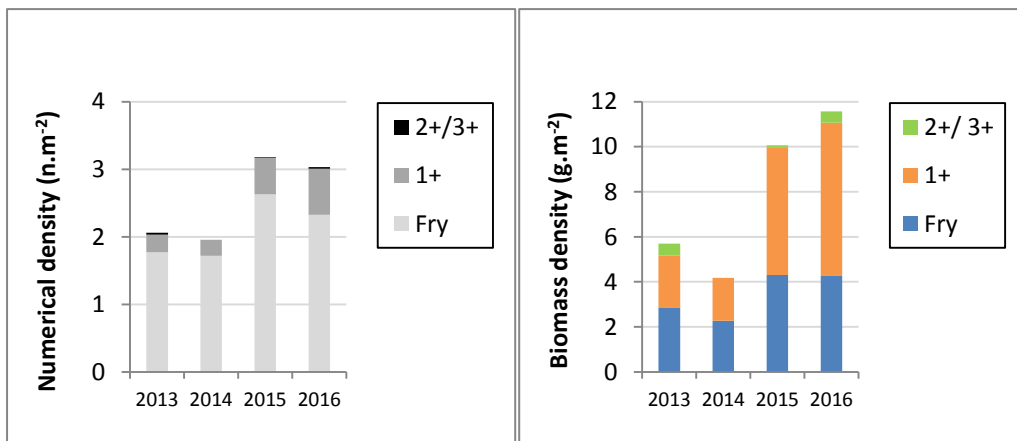 Numerical density (n.m-2)
4
3
2
1
0
2013 2014 2015 2016
2+/3+
1+
Fry
Biomass density (g.m-2)
12
10
8
6
4
2
0
2013 2014 2015 2016
2+/ 3+
1+
Fry